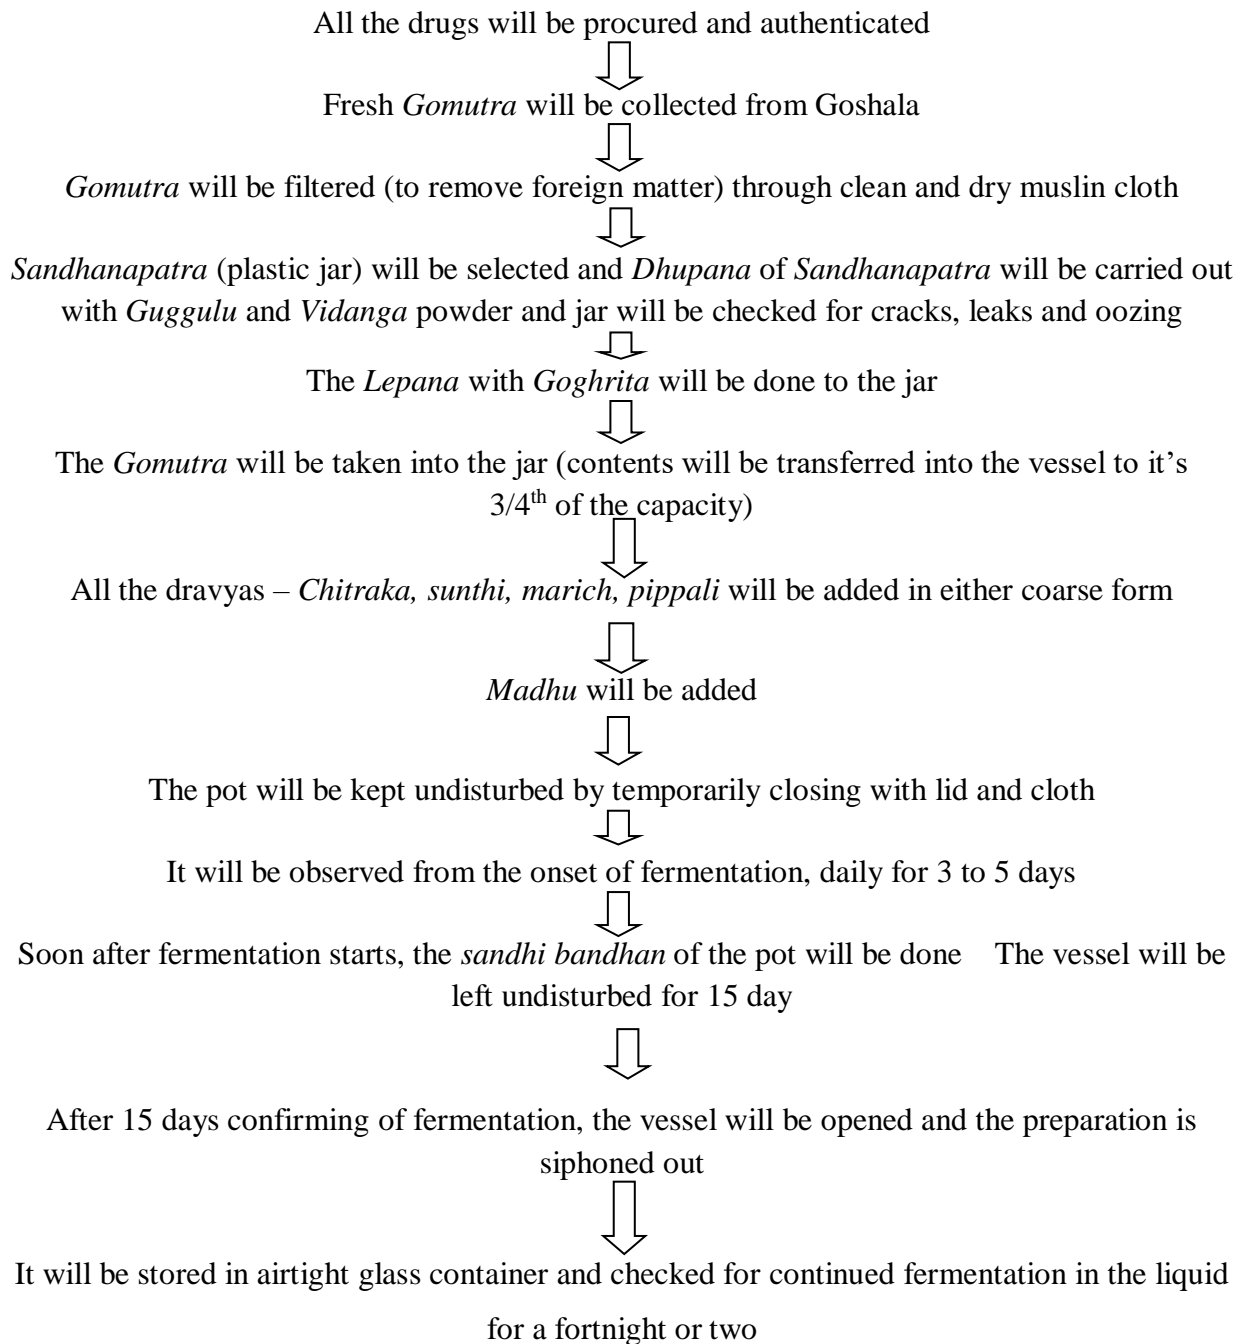 All the drugs will be procured and authenticated
Fresh Gomutra will be collected from Goshala
Gomutra will be filtered (to remove foreign matter) through clean and dry muslin cloth
Sandhanapatra (plastic jar) will be selected and Dhupana of Sandhanapatra will be carried out
with Guggulu and Vidanga powder and jar will be checked for cracks, leaks and oozing
The Lepana with Goghrita will be done to the jar
The Gomutra will be taken into the jar (contents will be transferred into the vessel to it's
3/4th of the capacity)
All the dravyas – Chitraka, sunthi, marich, pippali will be added in either coarse form
Madhu will be added
The pot will be kept undisturbed by temporarily closing with lid and cloth
It will be observed from the onset of fermentation, daily for 3 to 5 days
Soon after fermentation starts, the sandhi bandhan of the pot will be done The vessel will be
left undisturbed for 15 day
After 15 days confirming of fermentation, the vessel will be opened and the preparation is
siphoned out
It will be stored in airtight glass container and checked for continued fermentation in the liquid
for a fortnight or two